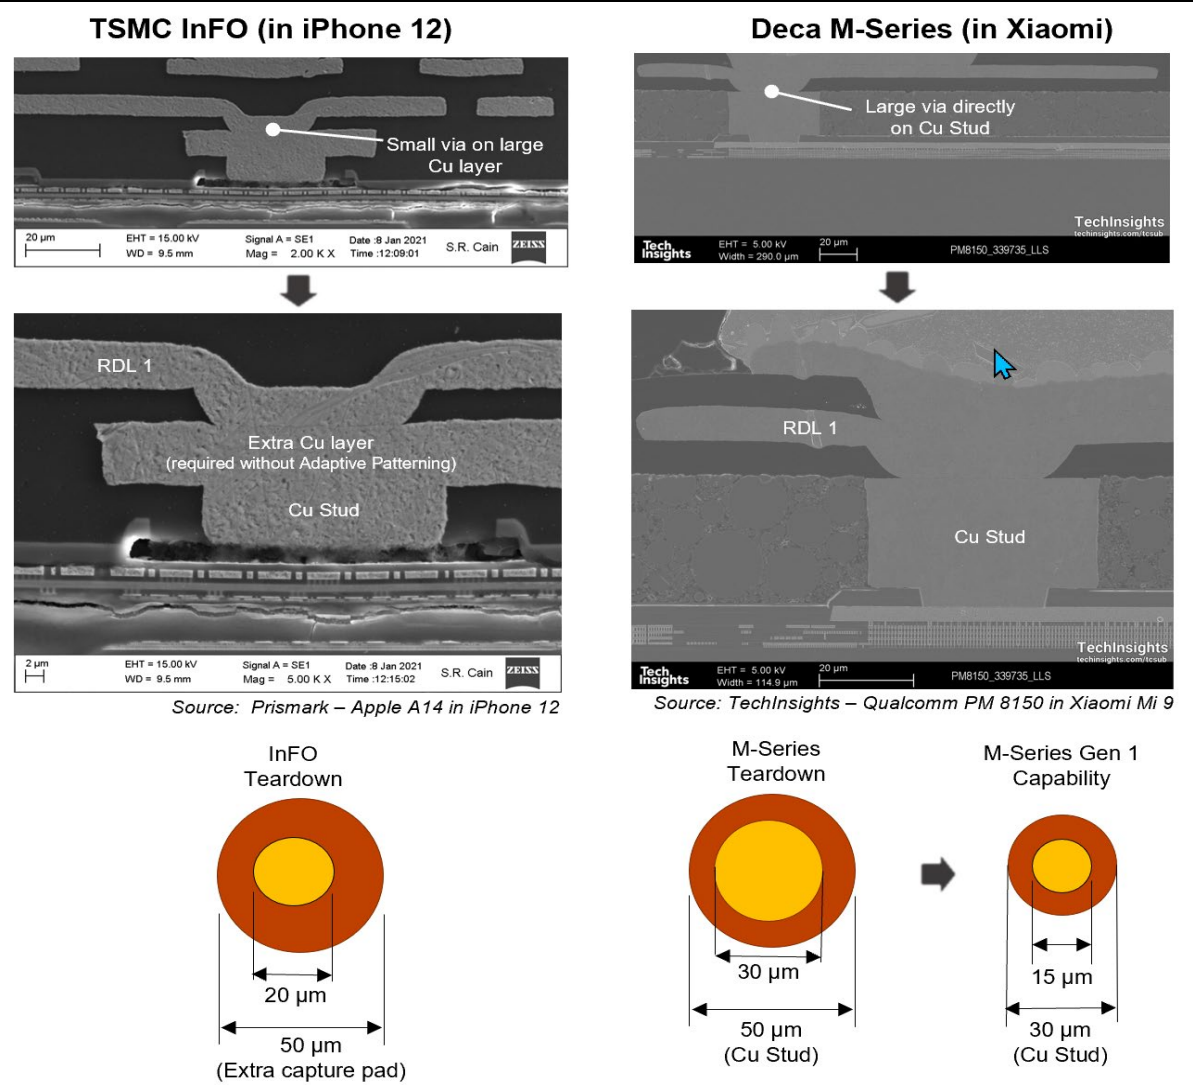 TSMC InFO (in iPhone 12)
Small via on large
Cu layer
20 µm
EHT = 15.00 kV
WD = 9.5 mm
Signal A = SE1
Mag = 2.00 K X
Date :8 Jan 2021
Time :12:09:01
S.R. Cain
ZEISS
RDL 1
Extra Cu layer
(required without Adaptive Patterning)
Cu Stud
2 µm
EHT = 15.00 kV
WD = 9.5 mm
Signal A = SE1
Mag = 5.00 K X
Date :8 Jan 2021
Time :12:15:02
S.R. Cain
ZEISS
Source: Prismark – Apple A14 in iPhone 12
InFO
Teardown
20 µm
50 µm
(Extra capture pad)
Deca M-Series (in Xiaomi)
Large via directly
on Cu Stud
TechInsights
techinsights.com/tcsub
Tech
Insights
EHT = 5.00 kV
Width = 290.0 µm
20 µm
PM8150_339735_LLS
RDL 1
Cu Stud
TechInsights
techinsights.com/tcsub
Tech
Insights
EHT = 5.00 kV
Width = 114.9 µm
20 µm
PM8150_339735_LLS
Source: TechInsights – Qualcomm PM 8150 in Xiaomi Mi 9
M-Series
Teardown
30 µm
50 µm
(Cu Stud)
M-Series Gen 1
Capability
15 µm
30 µm
(Cu Stud)